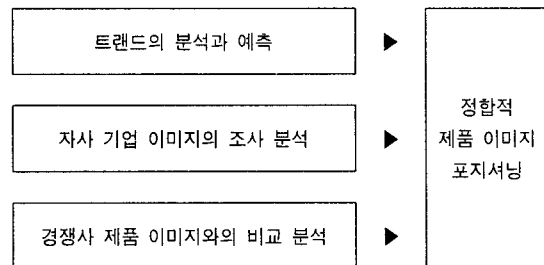 트랜드의 분석과 예측
자사 기업 이미지의 조사 분석
경쟁사 제품 이미지와의 비교 분석
정합적
제품 이미지
포지셔닝